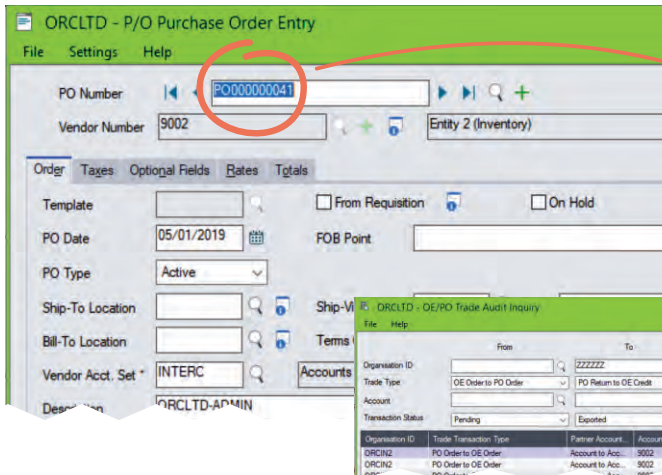 ORCLTD - P/O Purchase Order Entry
File Settings Help
PO Number PO000000041
Vendor Number 9002 Entity 2 (Inventory)
Order Taxes Optional Fields Rates Totals
Template From Requisition On Hold
PO Date 05/01/2019 FOB Point
PO Type Active
Ship-To Location Ship-Vi
Bill-To Location Terms
Vendor Acct. Set * INTERC Accounts
ORCLTD-ADMIN
ORCLTD - OE/PO Trade Audit Inquiry
File Help
From To
Organisation ID ZZZZZZ
Trade Type OE Order to PO Order PO Return to OE Credit
Account
Transaction Status Pending Exported
Organisation ID Trade Transaction Type Partner Account... Account
ORCIN2 PO Order to OE Order Account to Acc... 9002
ORCIN2 PO Order to OE Order Account to Acc... 9002